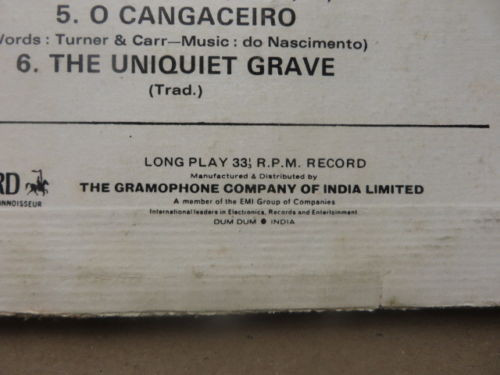 5. O CANGACEIRO
Words : Turner & Carr—Music : do Nascimento)
6. THE UNIQUIET GRAVE
(Trad.)
LONG PLAY 33⅓ R.P.M. RECORD
Manufactured & Distributed by
THE GRAMOPHONE COMPANY OF INDIA LIMITED
A member of the EMI Group of Companies
International leaders in Electronics, Records and Entertainment
DUM DUM ● INDIA
RD
NNOISSEUR